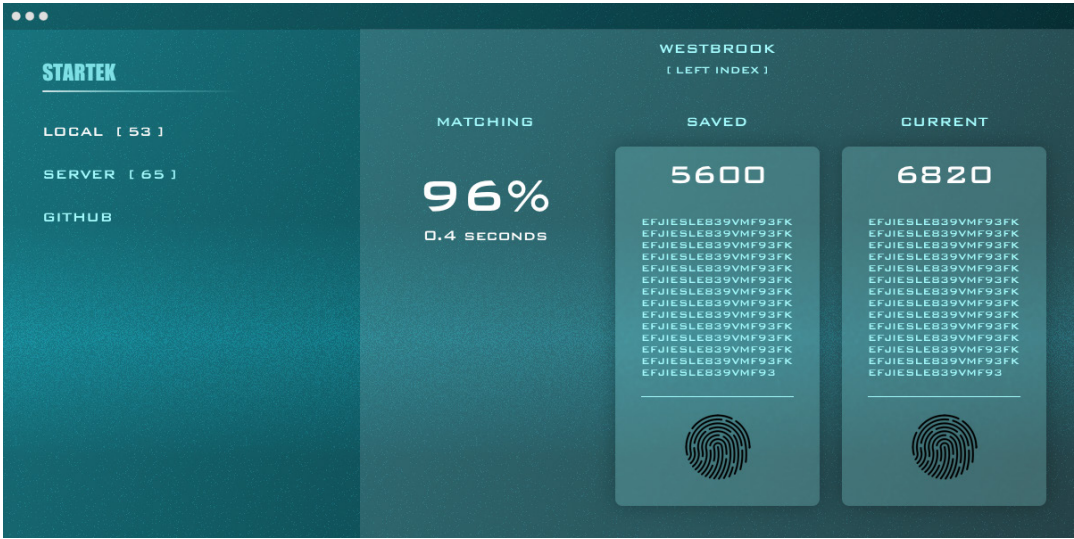 STARTEK
LOCAL [ 53 ]
SERVER [ 65 ]
GITHUB
WESTBROOK
[ LEFT INDEX ]
MATCHING
96%
0.4 SECONDS
SAVED
5600
EFJIESLE839VMF93FK
EFJIESLE839VMF93FK
EFJIESLE839VMF93FK
EFJIESLE839VMF93FK
EFJIESLE839VMF93FK
EFJIESLE839VMF93FK
EFJIESLE839VMF93FK
EFJIESLE839VMF93FK
EFJIESLE839VMF93FK
EFJIESLE839VMF93FK
EFJIESLE839VMF93FK
EFJIESLE839VMF93FK
EFJIESLE839VMF93FK
EFJIESLE839VMF93
CURRENT
6820
EFJIESLE839VMF93FK
EFJIESLE839VMF93FK
EFJIESLE839VMF93FK
EFJIESLE839VMF93FK
EFJIESLE839VMF93FK
EFJIESLE839VMF93FK
EFJIESLE839VMF93FK
EFJIESLE839VMF93FK
EFJIESLE839VMF93FK
EFJIESLE839VMF93FK
EFJIESLE839VMF93FK
EFJIESLE839VMF93FK
EFJIESLE839VMF93FK
EFJIESLE839VMF93